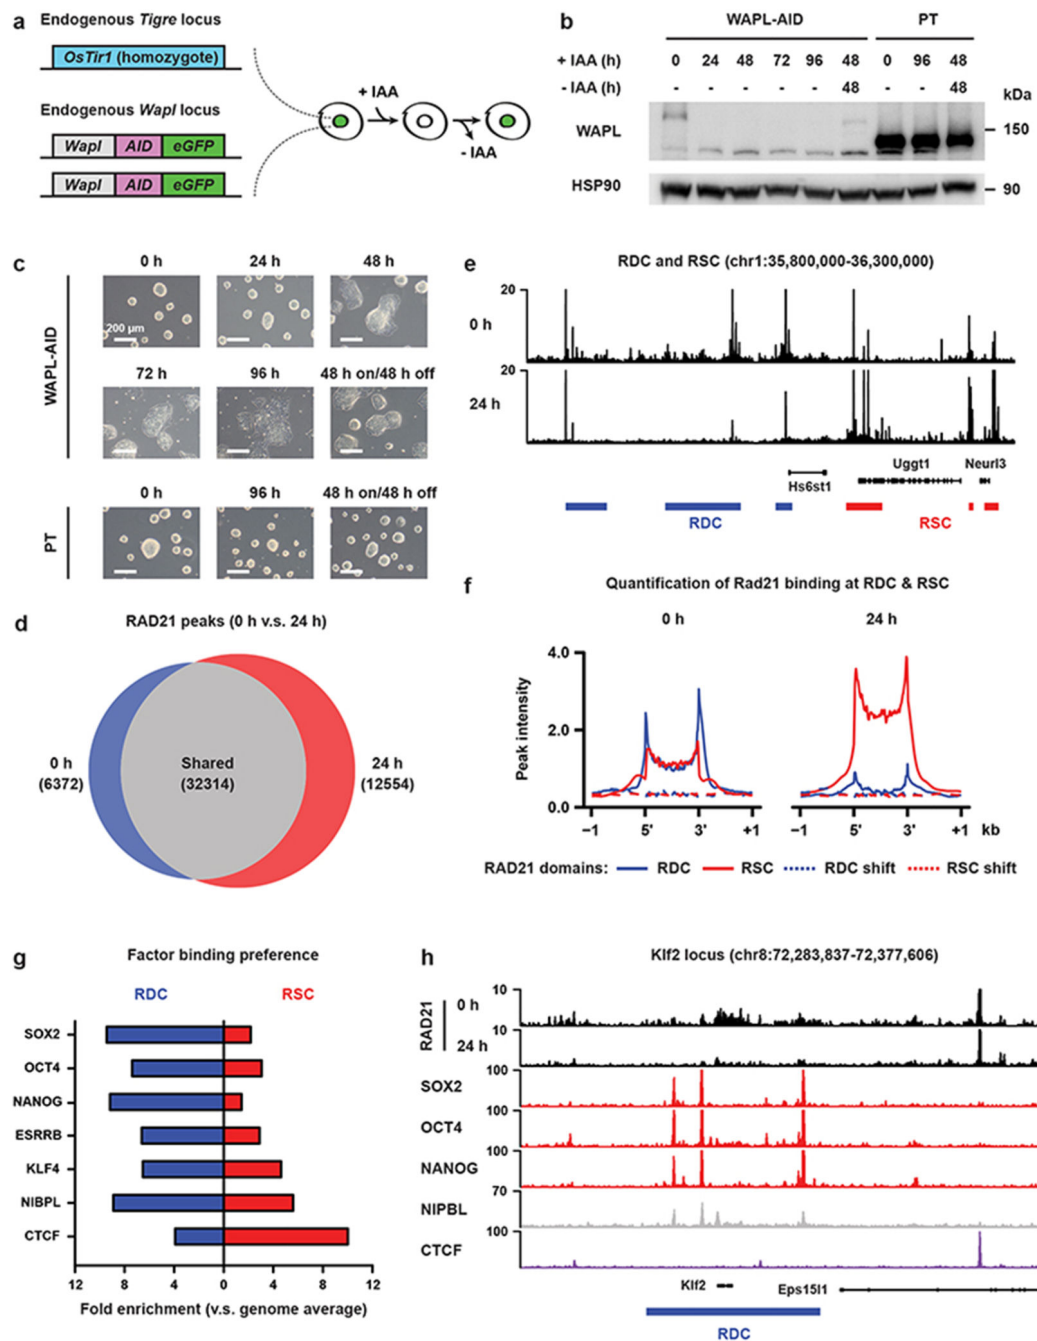 a
Endogenous Tigre locus
OsTir1 (homozygote)
Endogenous Wapl locus
Wapl AID eGFP
Wapl AID eGFP
+ IAA
- IAA
b
WAPL-AID PT
+ IAA (h) 0 24 48 72 96 48 0 96 48
- IAA (h) - - - - - 48 - - 48
kDa
WAPL
150
HSP90
90
c
0 h 24 h 48 h
200 µm
WAPL-AID
72 h 96 h 48 h on/48 h off
0 h 96 h 48 h on/48 h off
PT
d
RAD21 peaks (0 h v.s. 24 h)
0 h
(6372)
Shared
(32314)
24 h
(12554)
e
RDC and RSC (chr1:35,800,000-36,300,000)
20
0 h
20
24 h
Uggt1 Neurl3
Hs6st1
RDC RSC
f
Quantification of Rad21 binding at RDC & RSC
0 h 24 h
Peak intensity
4.0
2.0
0.0
−1 5' 3' +1 −1 5' 3' +1 kb
RAD21 domains: RDC RSC RDC shift RSC shift
g
Factor binding preference
RDC RSC
SOX2
OCT4
NANOG
ESRRB
KLF4
NIBPL
CTCF
12 8 4 0 4 8 12
Fold enrichment (v.s. genome average)
h
Klf2 locus (chr8:72,283,837-72,377,606)
RAD21
10
0 h
10
24 h
100
SOX2
100
OCT4
100
NANOG
70
NIPBL
100
CTCF
Klf2 Eps15l1
RDC